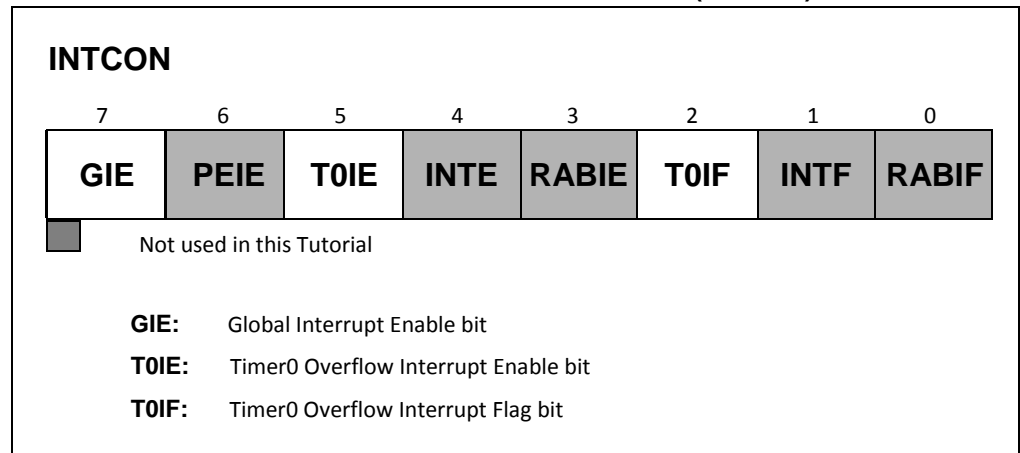 INTCON
7 6 5 4 3 2 1 0
GIE PEIE T0IE INTE RABIE T0IF INTF RABIF
Not used in this Tutorial
GIE: Global Interrupt Enable bit
T0IE: Timer0 Overflow Interrupt Enable bit
T0IF: Timer0 Overflow Interrupt Flag bit